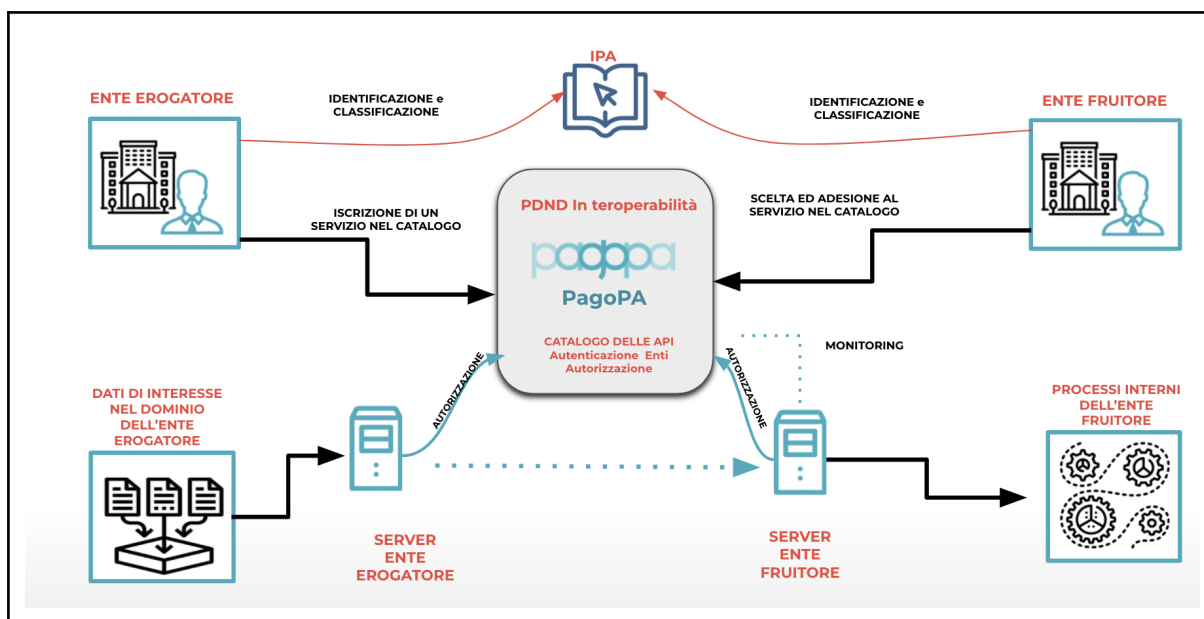 IPA
ENTE EROGATORE
IDENTIFICAZIONE e
CLASSIFICAZIONE
IDENTIFICAZIONE e
CLASSIFICAZIONE
ENTE FRUITORE
PDND In teroperabilità
ISCRIZIONE DI UN
SERVIZIO NEL CATALOGO
SCELTA ED ADESIONE AL
SERVIZIO NEL CATALOGO
pagopa
PagoPA
CATALOGO DELLE API
Autenticazione Enti
Autorizzazione
AUTORIZZAZIONE
AUTORIZZAZIONE
MONITORING
DATI DI INTERESSE
NEL DOMINIO
DELL'ENTE
EROGATORE
PROCESSI INTERNI
DELL'ENTE
FRUITORE
SERVER
ENTE
EROGATORE
SERVER
ENTE
FRUITORE